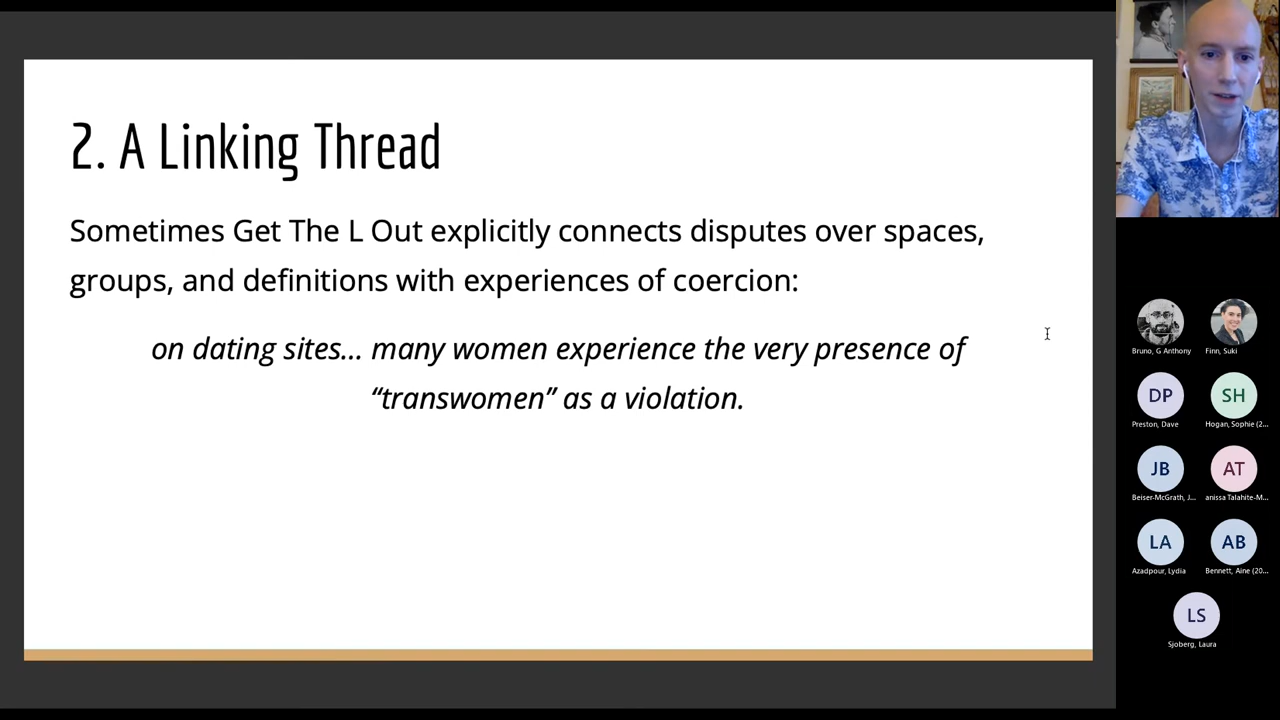 2. A Linking Thread
Sometimes Get The L Out explicitly connects disputes over spaces,
groups, and definitions with experiences of coercion:
on dating sites... many women experience the very presence of
“transwomen” as a violation.
Bruno, G Anthony
Finn, Suki
DP
SH
Preston, Dave
Hogan, Sophie (2...
JB
AT
Beiser-McGrath, J...
anissa Talahite-M...
LA
AB
Azadpour, Lydia
Bennett, Aine (20...
LS
Sjoberg, Laura